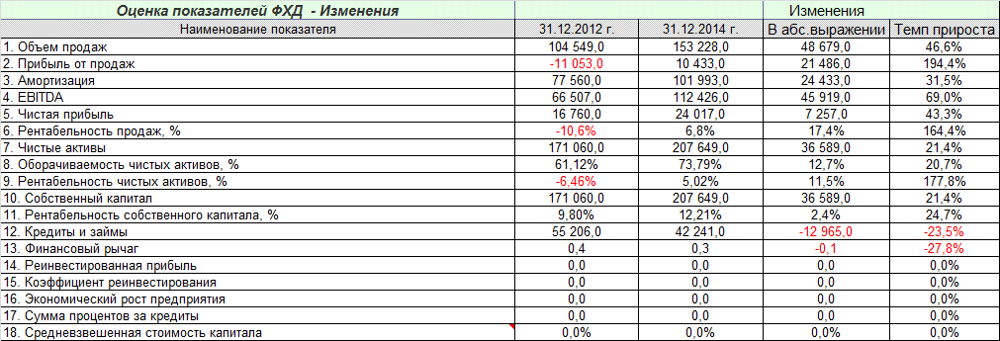 Оценка показателей ФХД - Изменения Изменения
Наименование показателя 31.12.2012 г. 31.12.2014 г. В абс.выражении Темп прироста
1. Объем продаж 104 549,0 153 228,0 48 679,0 46,6%
2. Прибыль от продаж -11 053,0 10 433,0 21 486,0 194,4%
3. Амортизация 77 560,0 101 993,0 24 433,0 31,5%
4. EBITDA 66 507,0 112 426,0 45 919,0 69,0%
5. Чистая прибыль 16 760,0 24 017,0 7 257,0 43,3%
6. Рентабельность продаж, % -10,6% 6,8% 17,4% 164,4%
7. Чистые активы 171 060,0 207 649,0 36 589,0 21,4%
8. Оборачиваемость чистых активов, % 61,12% 73,79% 12,7% 20,7%
9. Рентабельность чистых активов, % -6,46% 5,02% 11,5% 177,8%
10. Собственный капитал 171 060,0 207 649,0 36 589,0 21,4%
11. Рентабельность собственного капитала, % 9,80% 12,21% 2,4% 24,7%
12. Кредиты и займы 55 206,0 42 241,0 -12 965,0 -23,5%
13. Финансовый рычаг 0,4 0,3 -0,1 -27,8%
14. Реинвестированная прибыль 0,0 0,0 0,0 0,0%
15. Коэффициент реинвестирования 0,0 0,0 0,0 0,0%
16. Экономический рост предприятия 0,0 0,0 0,0 0,0%
17. Сумма процентов за кредиты 0,0 0,0 0,0 0,0%
18. Средневзвешенная стоимость капитала 0,0% 0,0% 0,0% 0,0%